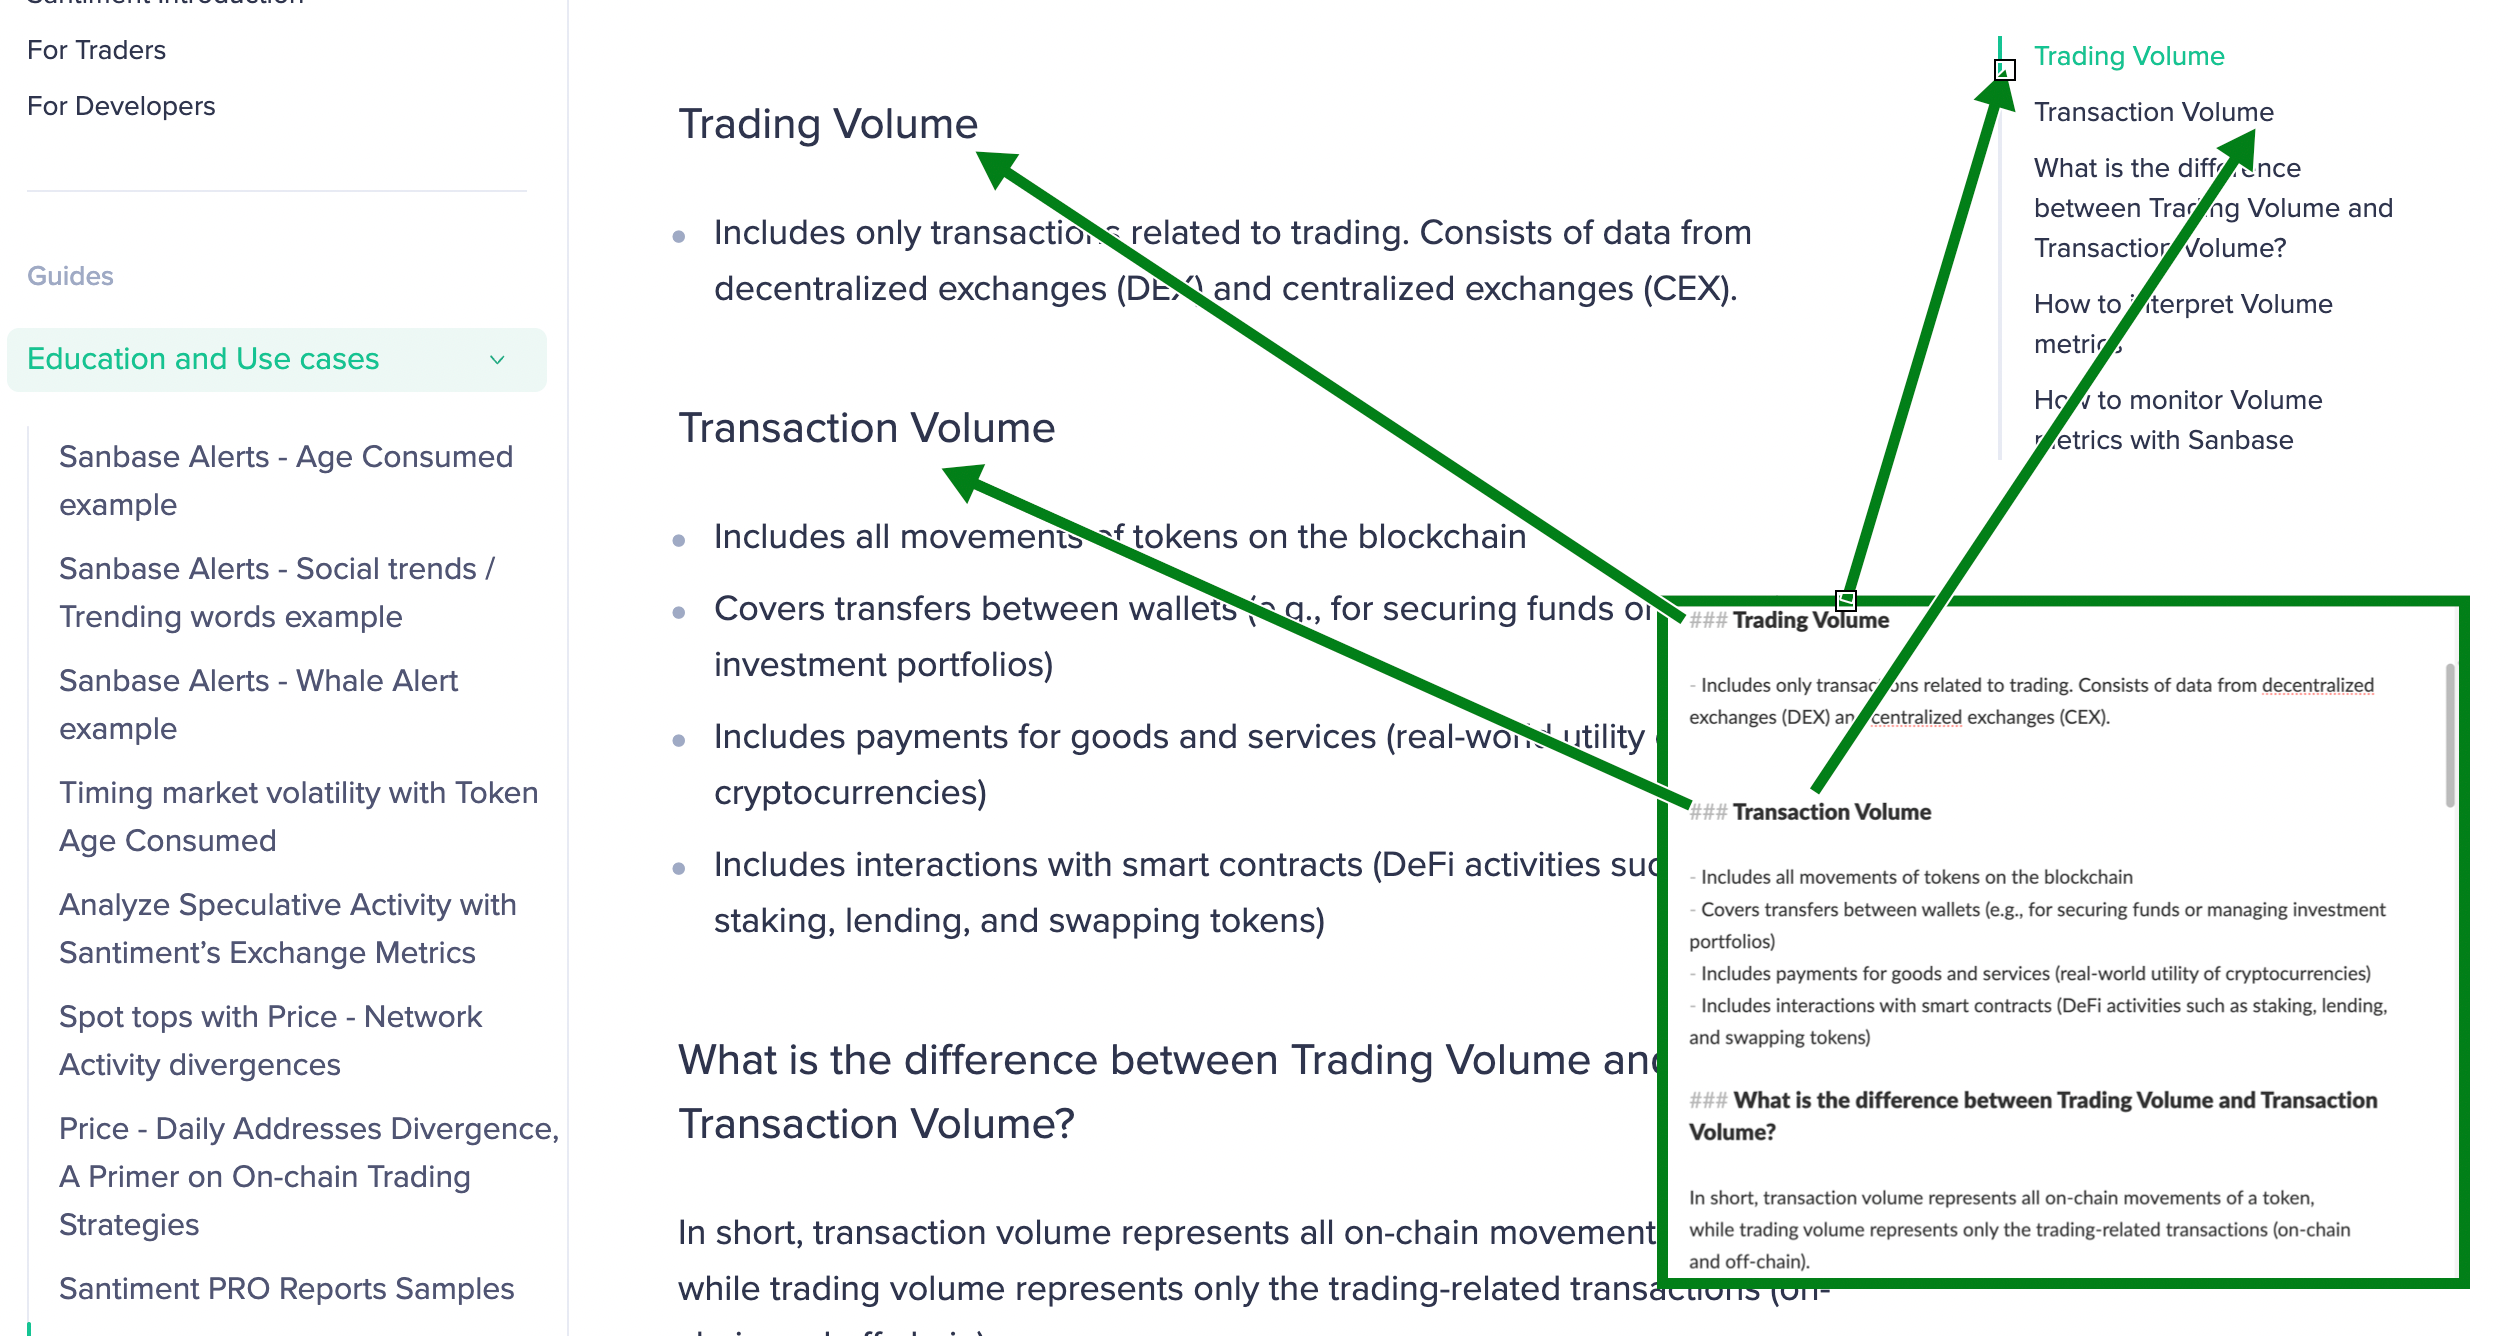 For Traders
For Developers
Guides
Education and Use cases
Sanbase Alerts - Age Consumed
example
Sanbase Alerts - Social trends /
Trending words example
Sanbase Alerts - Whale Alert
example
Timing market volatility with Token
Age Consumed
Analyze Speculative Activity with
Santiment’s Exchange Metrics
Spot tops with Price - Network
Activity divergences
Price - Daily Addresses Divergence,
A Primer on On-chain Trading
Strategies
Santiment PRO Reports Samples
Trading Volume
Includes only transactions related to trading. Consists of data from
decentralized exchanges (DEX) and centralized exchanges (CEX).
Transaction Volume
Includes all movements of tokens on the blockchain
Covers transfers between wallets (e.g., for securing funds or
investment portfolios)
Includes payments for goods and services (real-world utility
cryptocurrencies)
Includes interactions with smart contracts (DeFi activities
staking, lending, and swapping tokens)
What is the difference between Trading Volume and
Transaction Volume?
In short, transaction volume represents all on-chain
while trading volume represents only the trading-related transactions (on-
Trading Volume
Transaction Volume
What is the difference
between Trading Volume and
Transaction Volume?
How to interpret Volume
metrics
How to monitor Volume
metrics with Sanbase
### Trading Volume
- Includes only transactions related to trading. Consists of data from decentralized
exchanges (DEX) and centralized exchanges (CEX).
### Transaction Volume
- Includes all movements of tokens on the blockchain
- Covers transfers between wallets (e.g., for securing funds or managing investment
portfolios)
- Includes payments for goods and services (real-world utility of cryptocurrencies)
- Includes interactions with smart contracts (DeFi activities such as staking, lending,
and swapping tokens)
### What is the difference between Trading Volume and Transaction
Volume?
In short, transaction volume represents all on-chain movements of a token,
while trading volume represents only the trading-related transactions (on-chain
and off-chain).